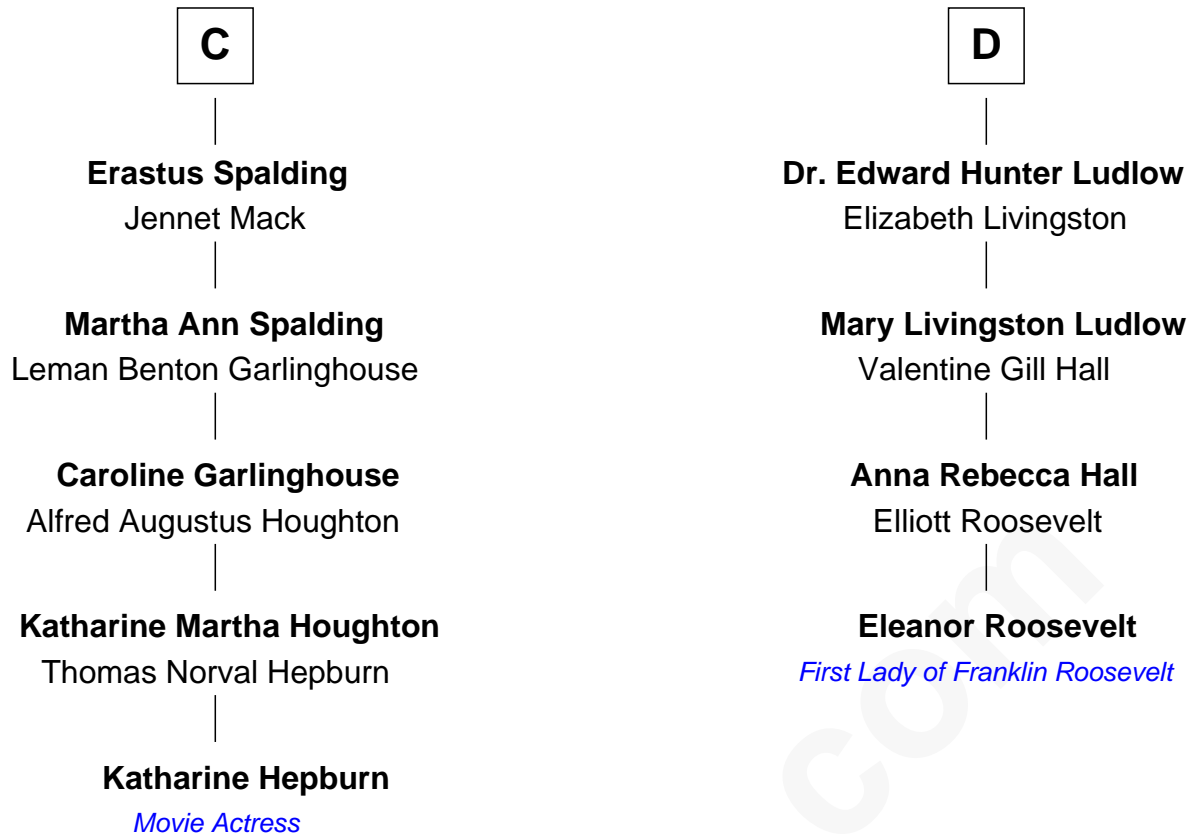 C
Erastus Spalding
Jennet Mack
Martha Ann Spalding
Leman Benton Garlinghouse
Caroline Garlinghouse
Alfred Augustus Houghton
Katharine Martha Houghton
Thomas Norval Hepburn
Katharine Hepburn
Movie Actress
D
Dr. Edward Hunter Ludlow
Elizabeth Livingston
Mary Livingston Ludlow
Valentine Gill Hall
Anna Rebecca Hall
Elliott Roosevelt
Eleanor Roosevelt
First Lady of Franklin Roosevelt
com